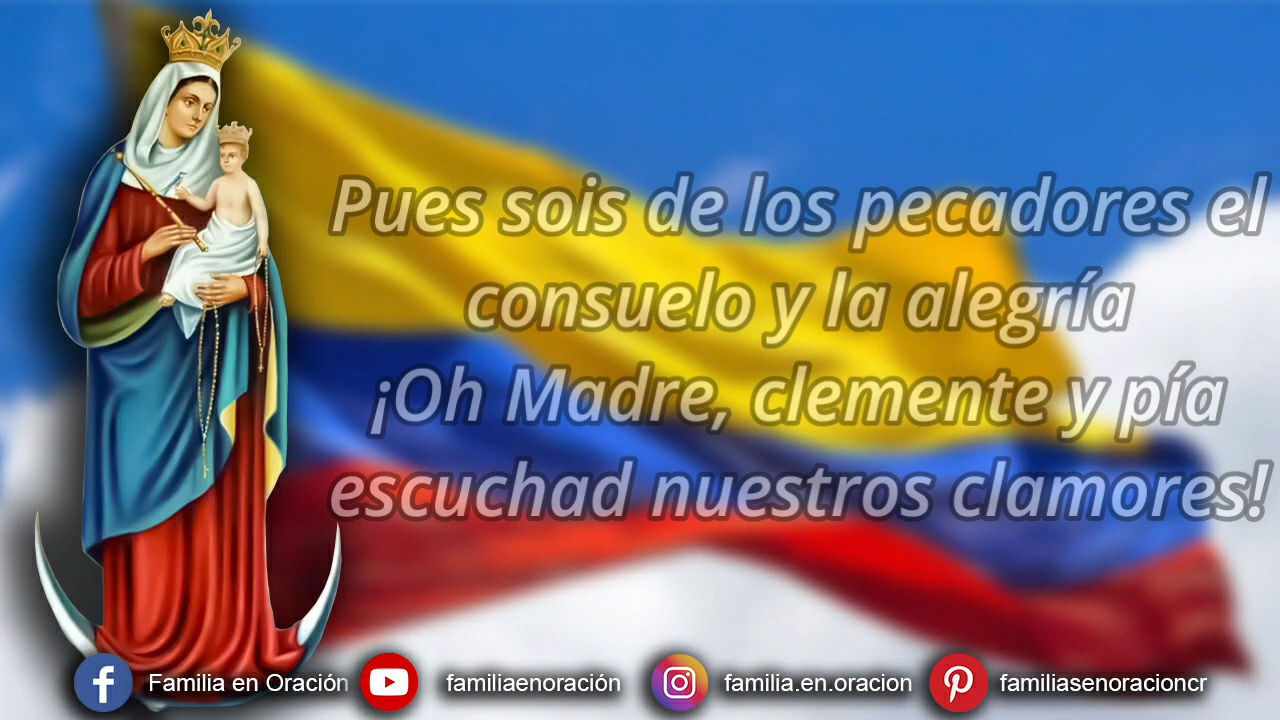 Pues sois de los pecadores el
consuelo y la alegría
¡Oh Madre, clemente y pía
escuchad nuestros clamores!
Familia en Oración
familiaenoración
familia.en.oracion
familiasenoracioncr